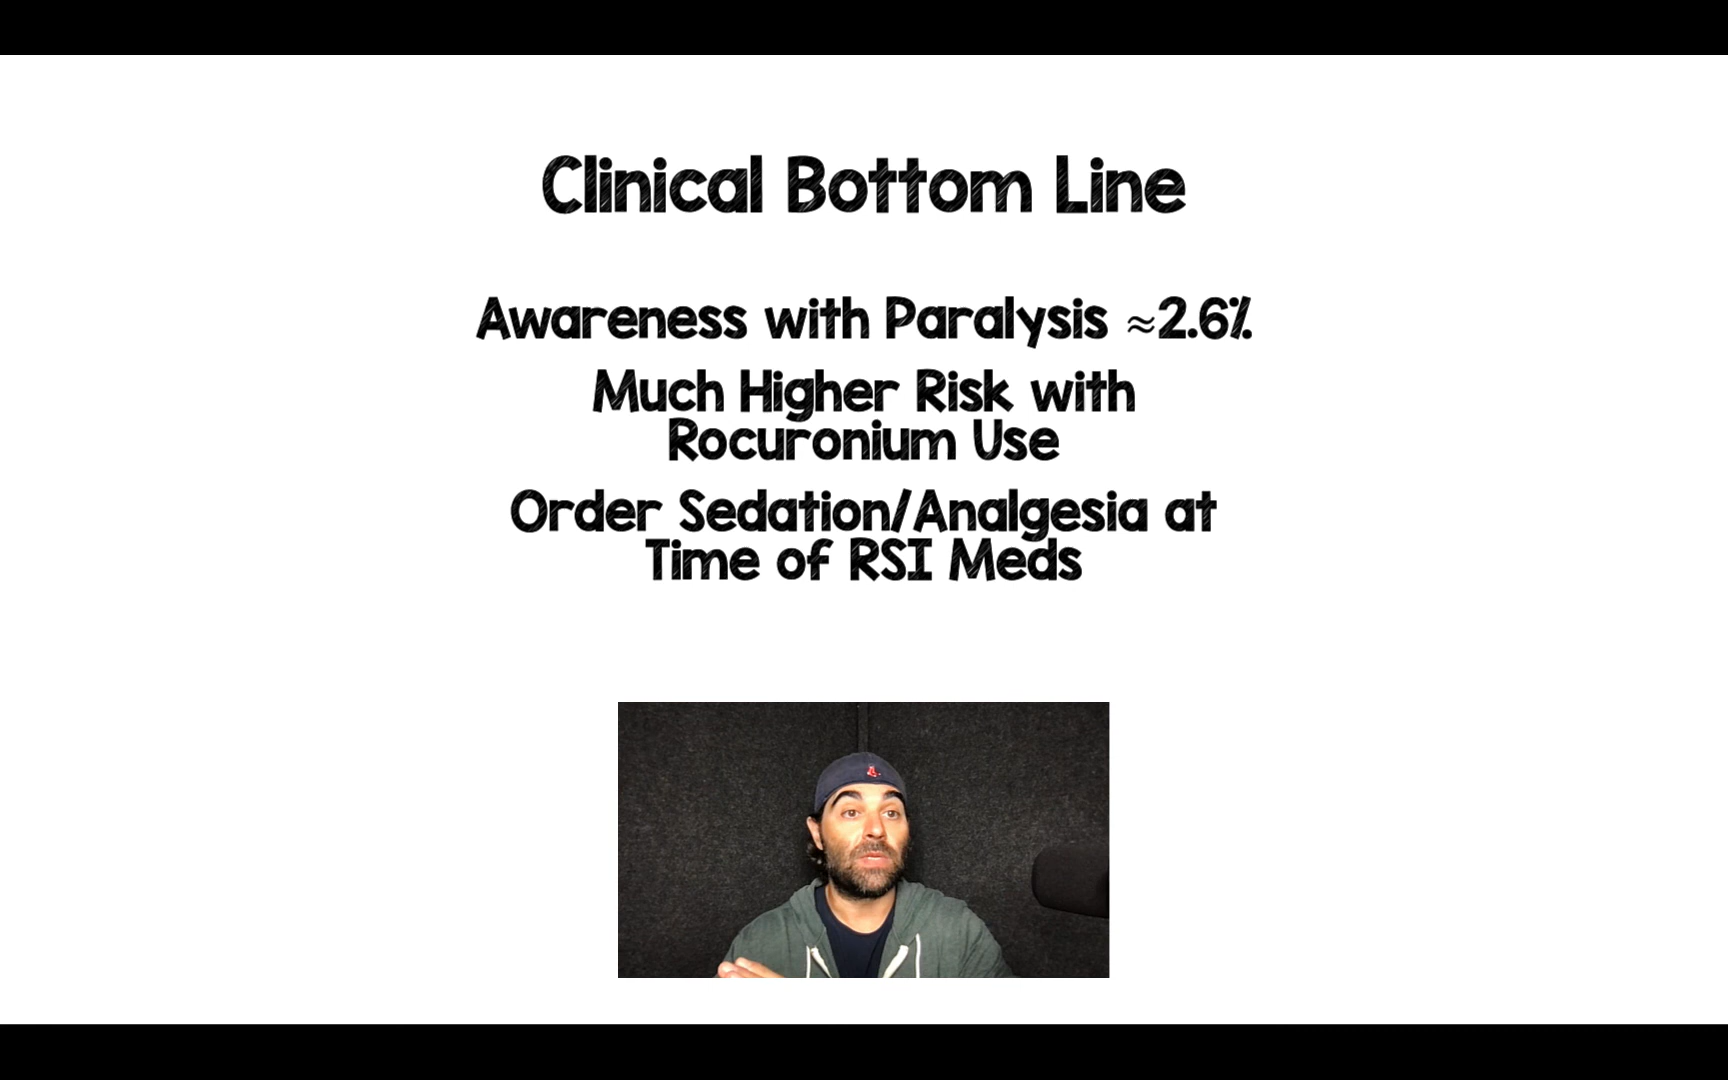 Clinical Bottom Line
Awareness with Paralysis ≈2.6%
Much Higher Risk with
Rocuronium Use
Order Sedation/Analgesia at
Time of RSI Meds